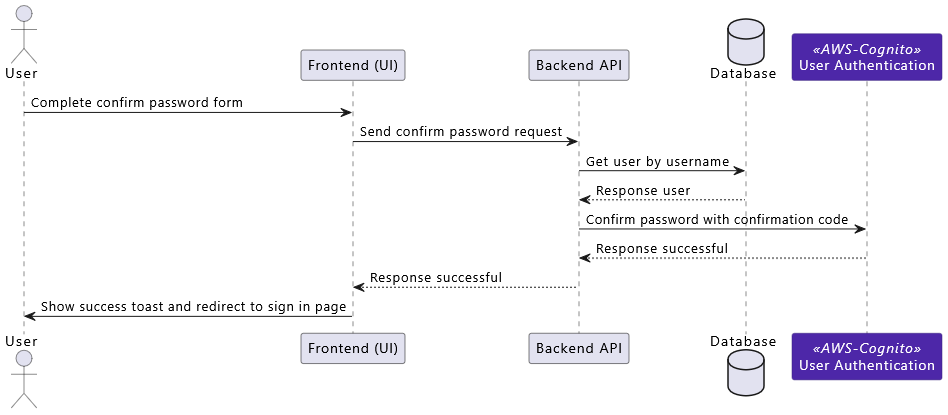 User
Frontend (UI)
Backend API
Database
«AWS-Cognito»
User Authentication
Complete confirm password form
Send confirm password request
Get user by username
Response user
Confirm password with confirmation code
Response successful
Response successful
Show success toast and redirect to sign in page
User
Frontend (UI)
Backend API
Database
«AWS-Cognito»
User Authentication